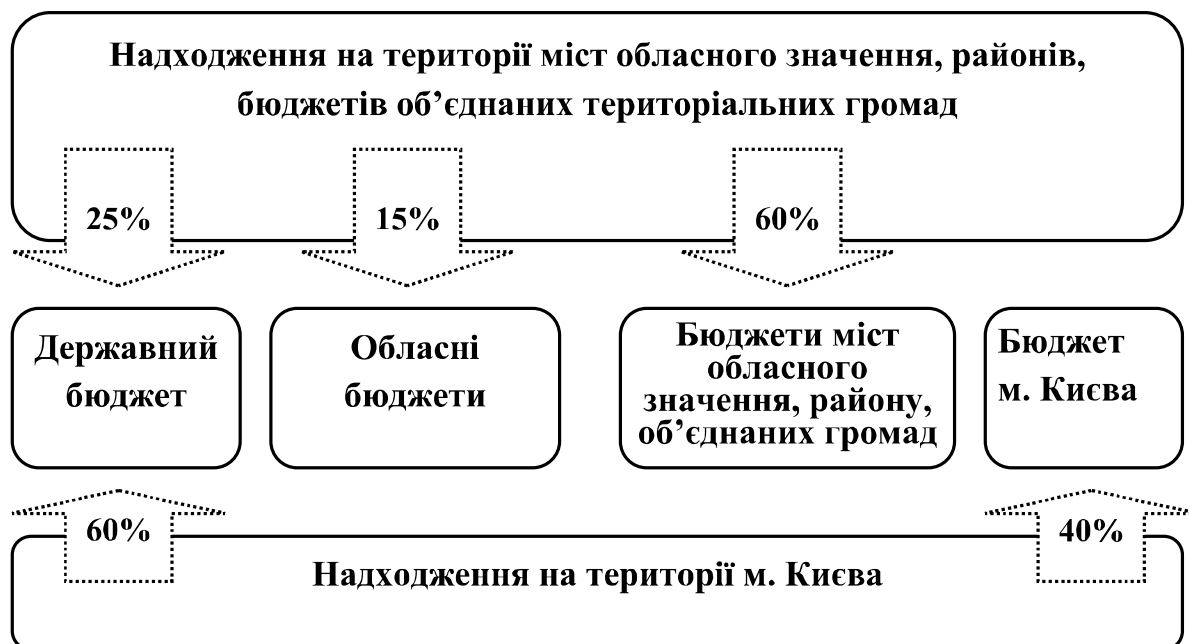 Надходження на території міст обласного значення, районів,
бюджетів об’єднаних територіальних громад
25%
15%
60%
Державний
бюджет
Обласні
бюджети
Бюджети міст
обласного
значення, району,
об’єднаних громад
Бюджет
м. Києва
60%
40%
Надходження на території м. Києва